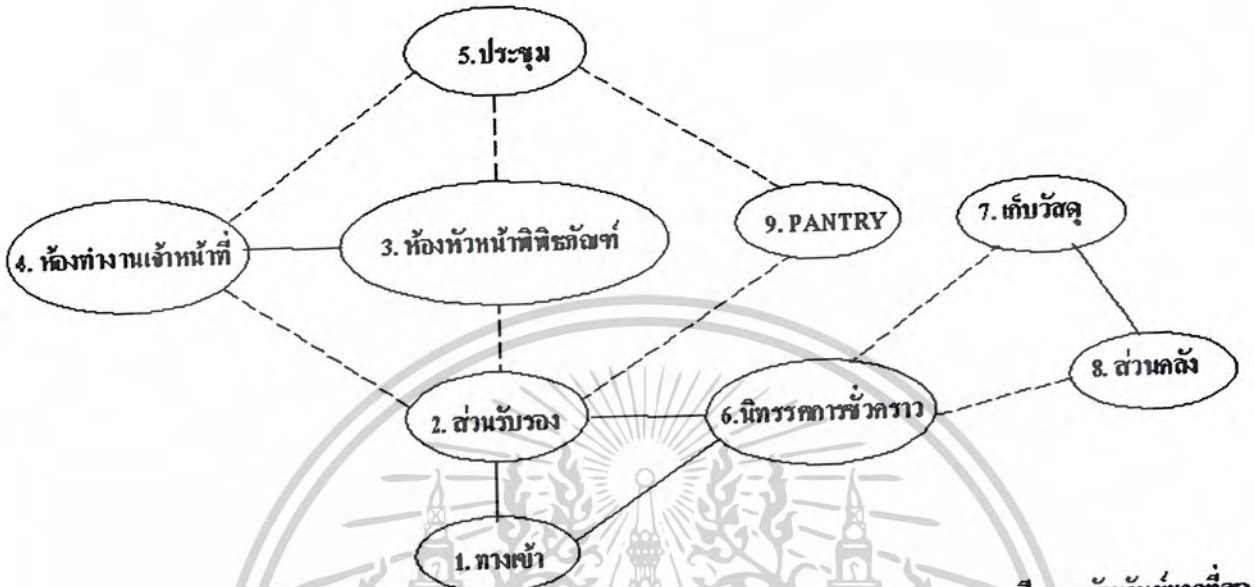 5.ประชุม
4. ห้องทำงานเจ้าหน้าที่
3. ห้องหัวหน้าพิพิธภัณฑ์
9. PANTRY
7. เก็บวัสดุ
8. ส่วนคลัง
2. ส่วนรับรอง
6.นิทรรศการชั่วคราว
1. ทางเข้า